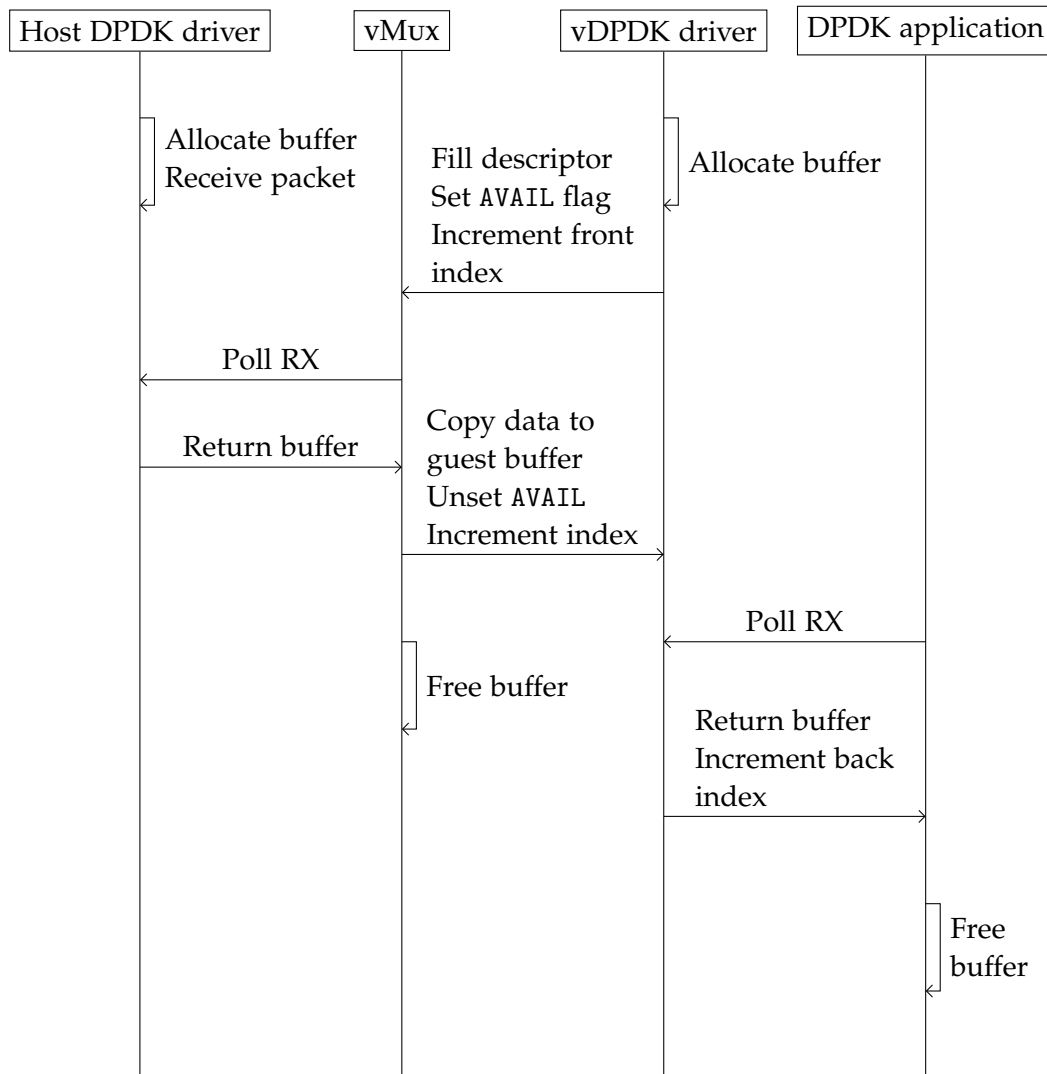 Host DPDK driver
vMux
vDPDK driver
DPDK application
Allocate buffer
Receive packet
Fill descriptor
Set AVAIL flag
Increment front
index
Allocate buffer
Poll RX
Return buffer
Copy data to
guest buffer
Unset AVAIL
Increment index
Poll RX
Free buffer
Return buffer
Increment back
index
Free
buffer